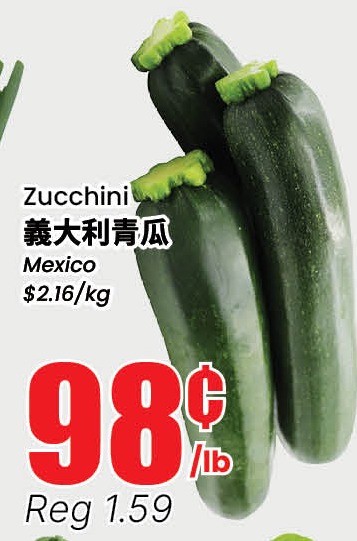 Zucchini
義大利青瓜
Mexico
$2.16/kg
98¢/lb
Reg 1.59